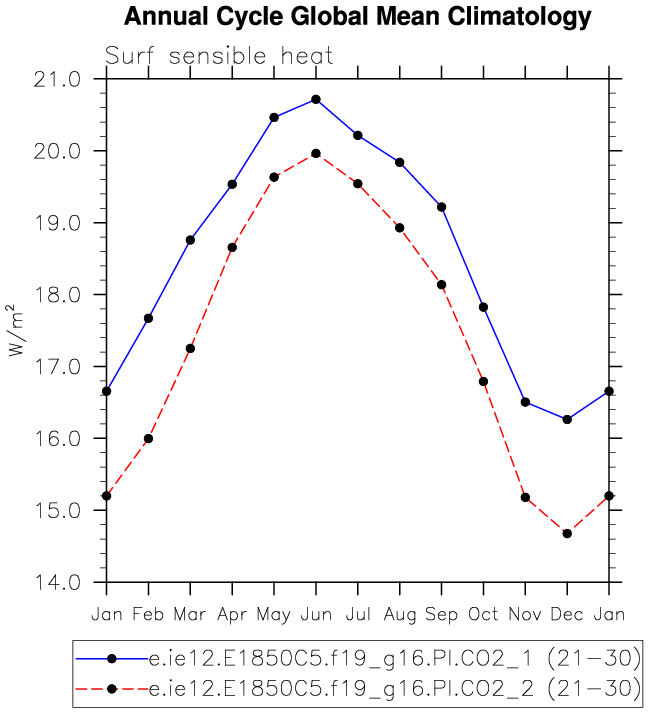 Annual Cycle Global Mean Climatology
Surf sensible heat
21.0
20.0
19.0
18.0
17.0
16.0
15.0
14.0
W/m²
Jan Feb Mar Apr May Jun Jul Aug Sep Oct Nov Dec Jan
e.ie12.E1850C5.f19_g16.PI.CO2_1 (21-30)
e.ie12.E1850C5.f19_g16.PI.CO2_2 (21-30)